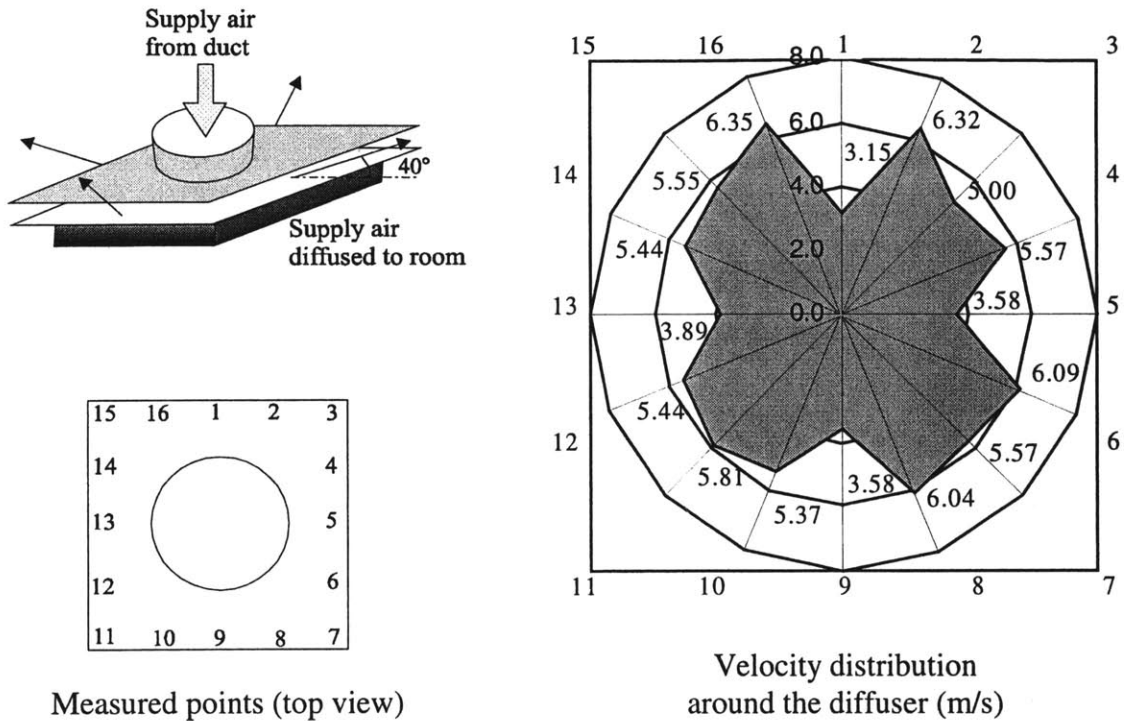 Supply air
from duct
40°
Supply air
diffused to room
15 16 1 2 3
14 4
13 5
12 6
11 10 9 8 7
Measured points (top view)
15 16 1 2 3
8.0
6.35 6.0 3.15 6.32
14 5.55 4.0 5.00 4
5.44 2.0 5.57
13 0.0 3.58 5
3.89 6.09
12 5.44 5.57 6
5.81 3.58 6.04
5.37
11 10 9 8 7
Velocity distribution
around the diffuser (m/s)